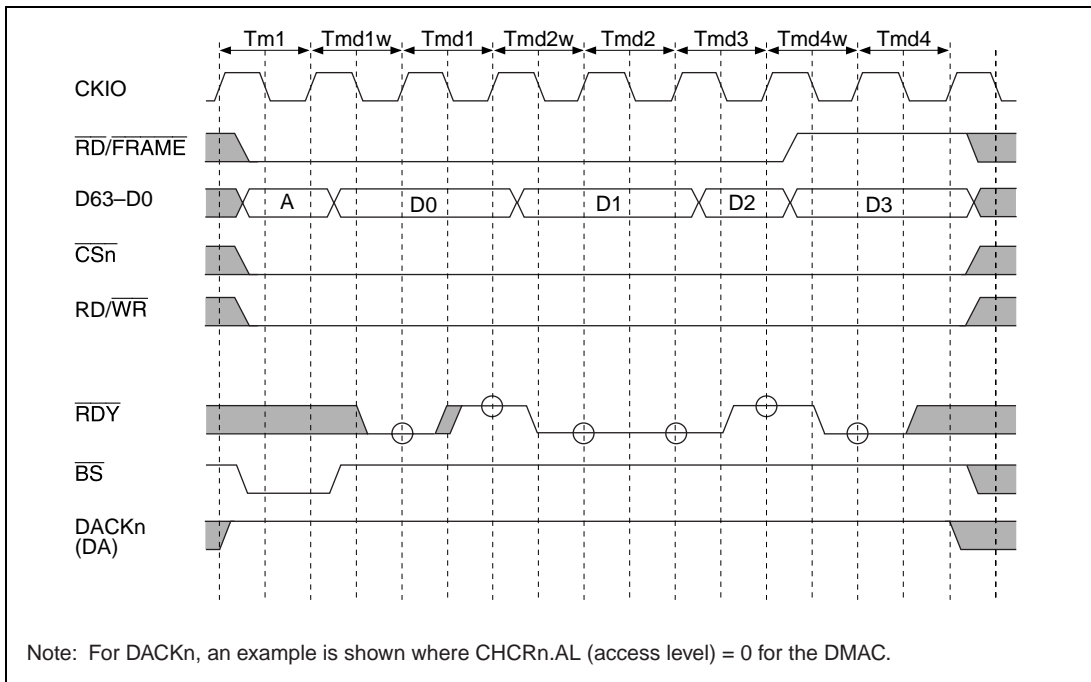 Tm1 Tmd1w Tmd1 Tmd2w Tmd2 Tmd3 Tmd4w Tmd4
CKIO
RD/FRAME
D63–D0 A D0 D1 D2 D3
CSn
RD/WR
RDY
BS
DACKn
(DA)
Note: For DACKn, an example is shown where CHCRn.AL (access level) = 0 for the DMAC.